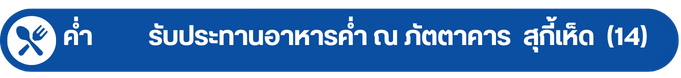 ค่ำ รับประทานอาหารค่ำ ณ ภัตตาคาร สุกี้เห็ด (14)